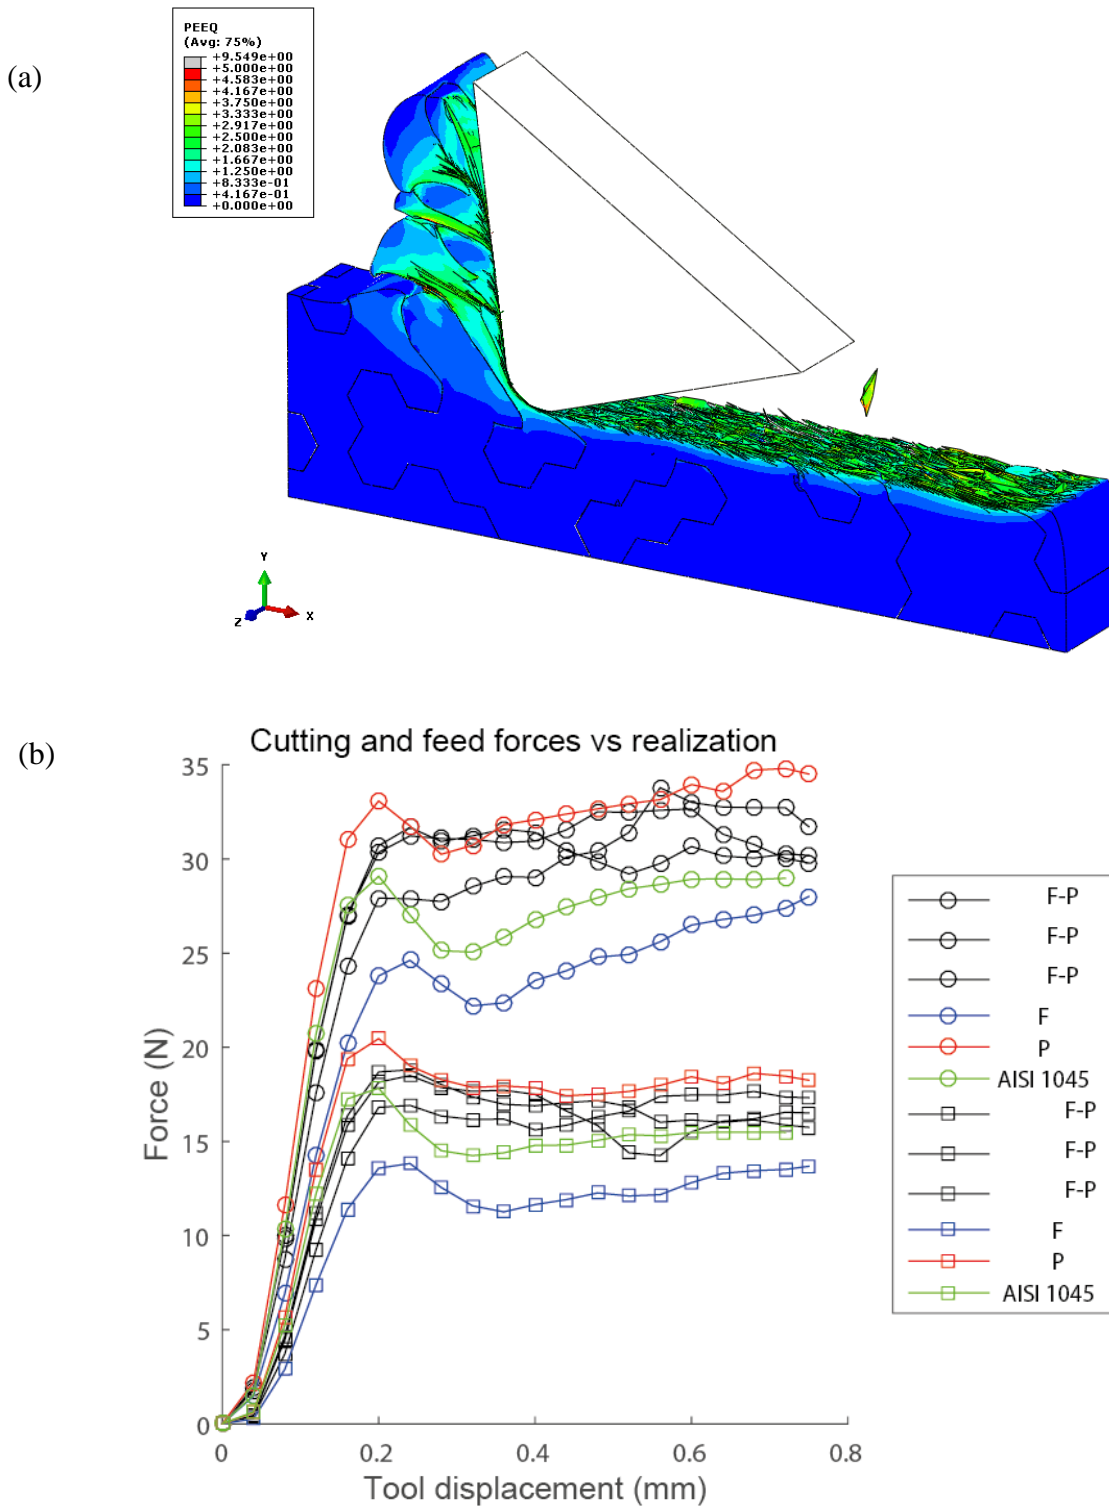 (a)
PEEQ
(Avg: 75%)
+9.549e+00
+5.000e+00
+4.583e+00
+4.167e+00
+3.750e+00
+3.333e+00
+2.917e+00
+2.500e+00
+2.083e+00
+1.667e+00
+1.250e+00
+8.333e-01
+4.167e-01
+0.000e+00
Y
Z
X
(b)
Cutting and feed forces vs realization
35
30
25
20
15
10
5
0
Force (N)
0
0.2
0.4
0.6
0.8
Tool displacement (mm)
F-P
F-P
F-P
F
P
AISI 1045
F-P
F-P
F-P
F
P
AISI 1045